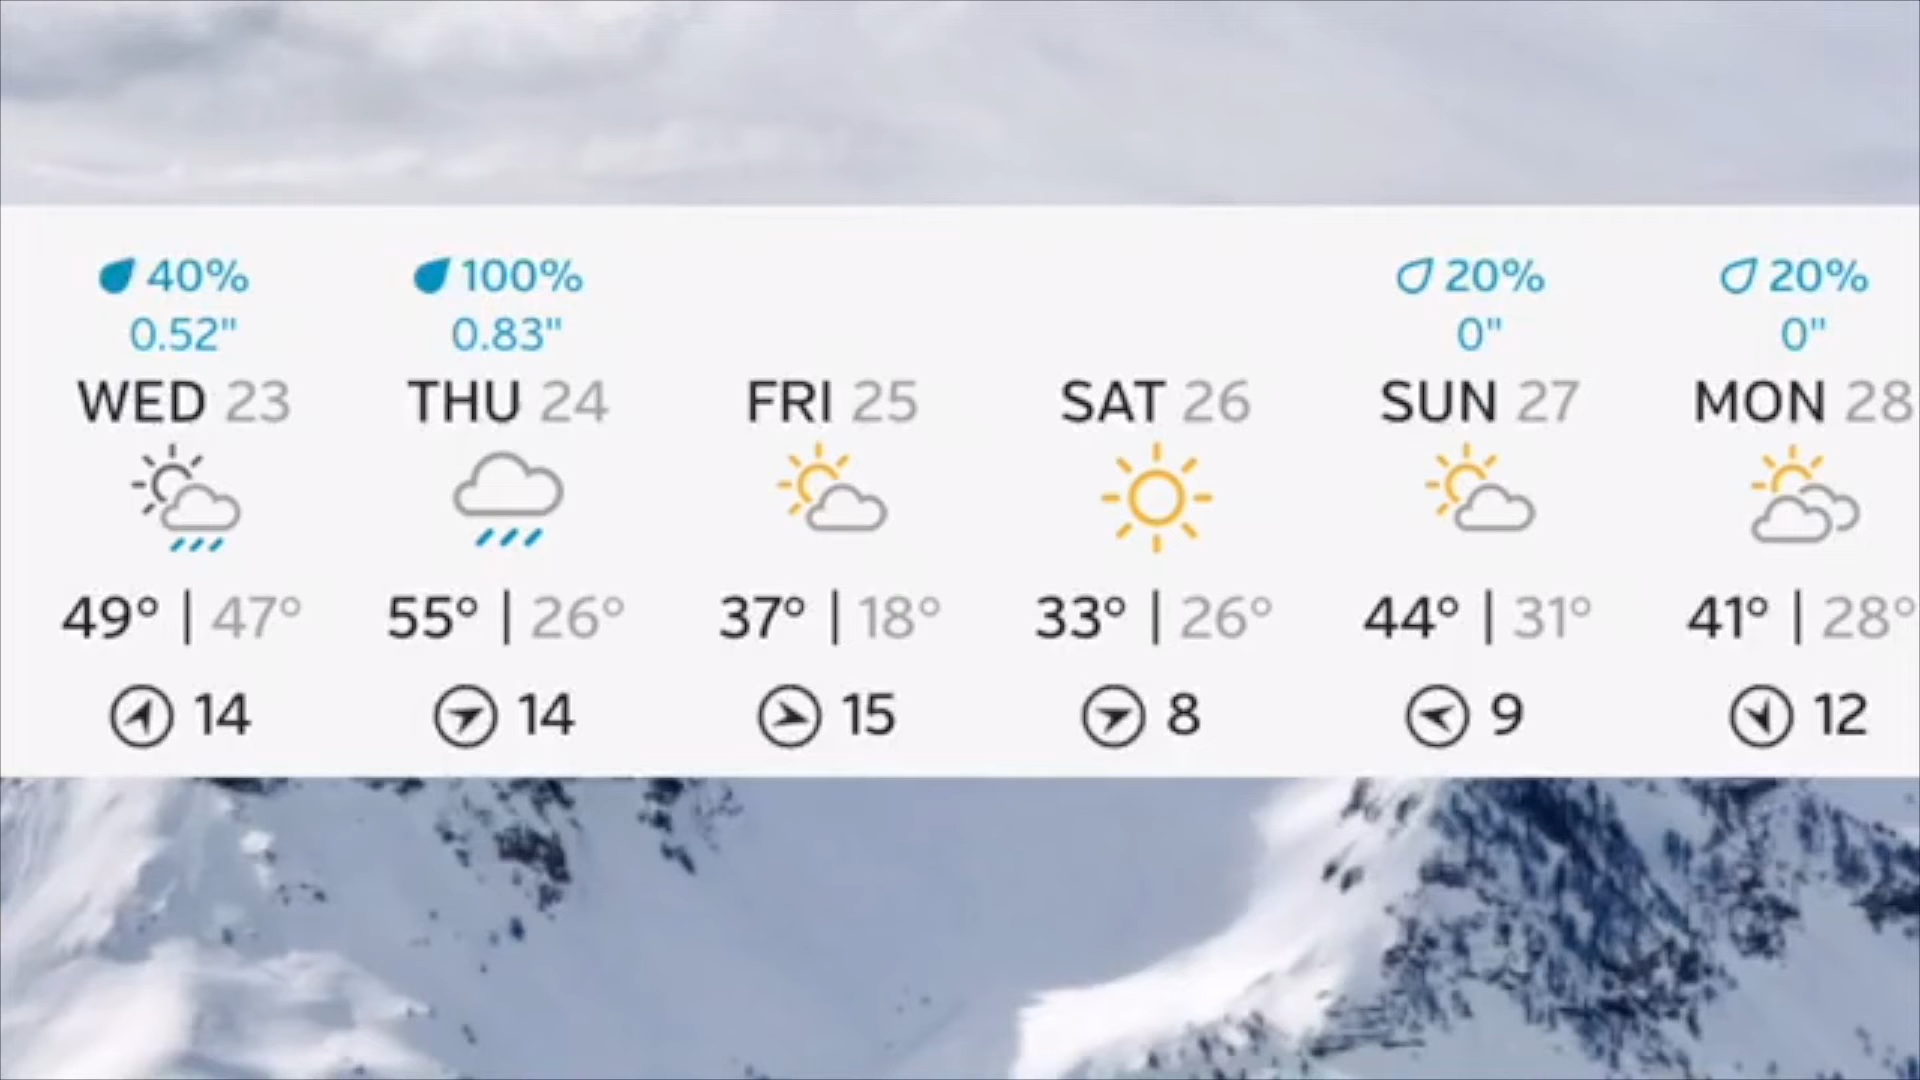 40% 100% 20% 20%
0.52" 0.83" 0" 0"
WED 23 THU 24 FRI 25 SAT 26 SUN 27 MON 28
49° | 47° 55° | 26° 37° | 18° 33° | 26° 44° | 31° 41° | 28°
14 14 15 8 9 12